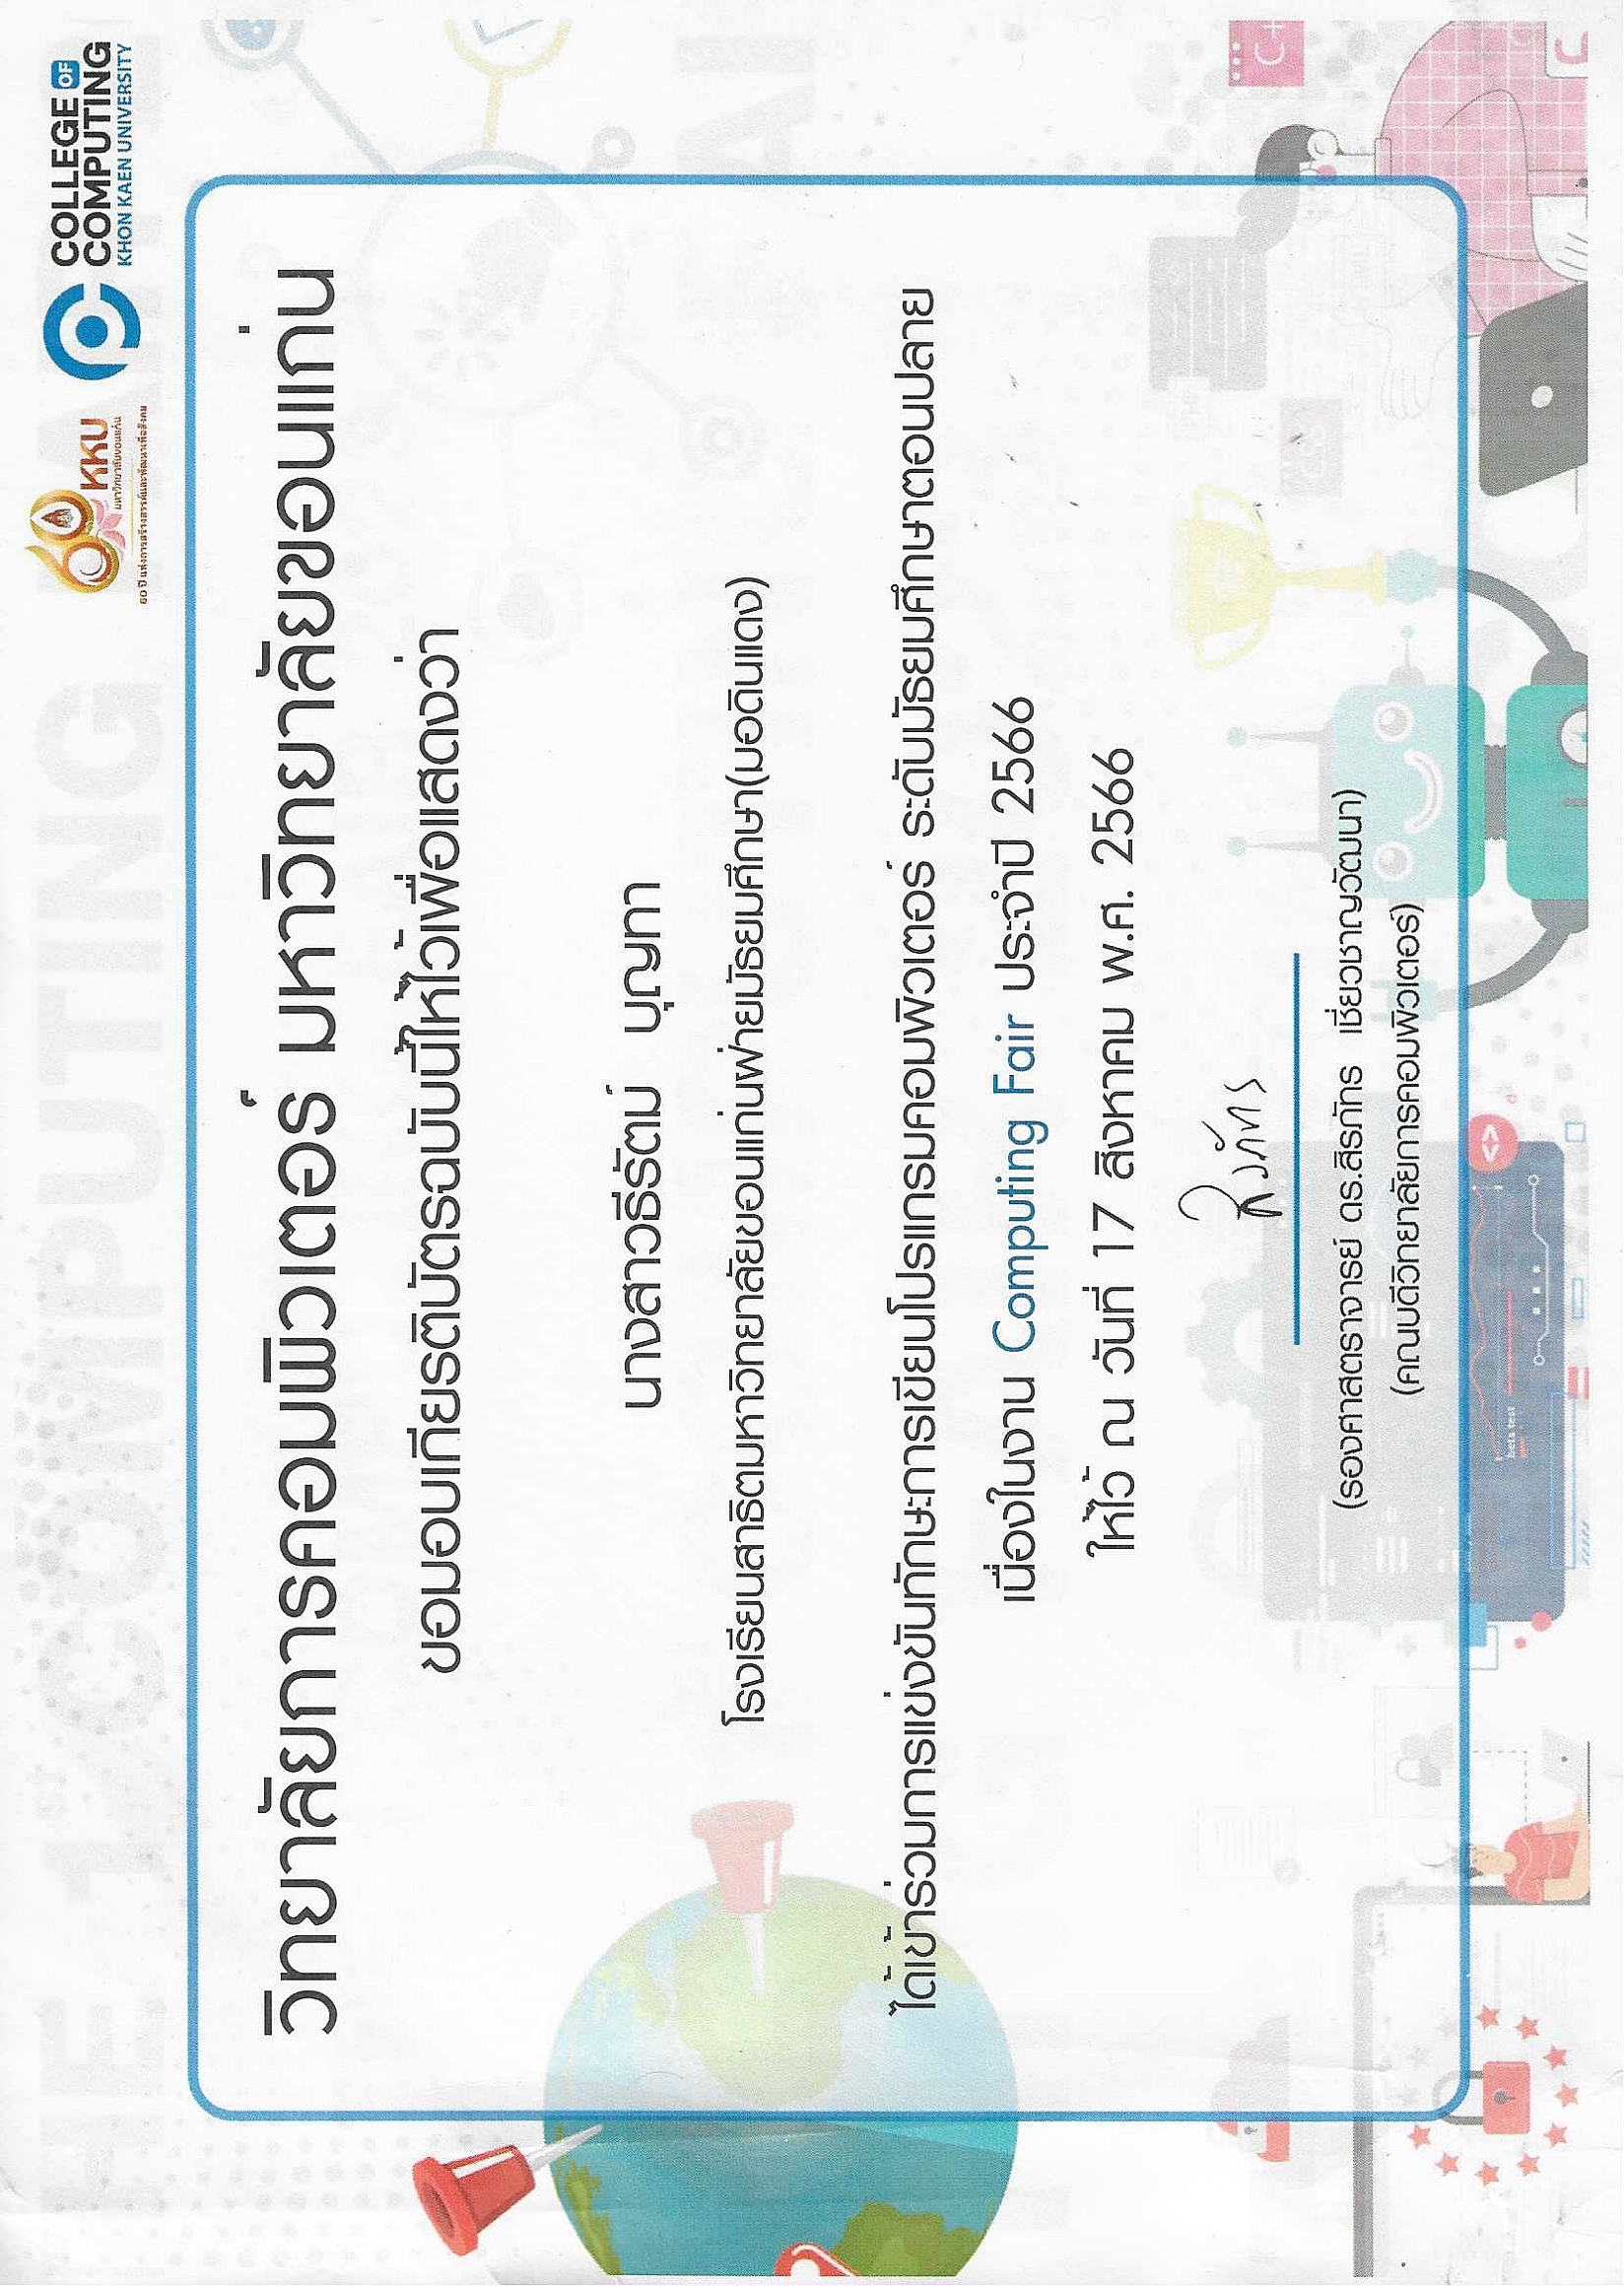 THE 1st COMPUTING FAIR
60 KKU
มหาวิทยาลัยขอนแก่น
60 ปี แห่งการสร้างสรรค์และพัฒนาเพื่อสังคม
COLLEGE OF
COMPUTING
KHON KAEN UNIVERSITY
วิทยาลัยการคอมพิวเตอร์ มหาวิทยาลัยขอนแก่น
ขอมอบเกียรติบัตรฉบับนี้ให้ไว้เพื่อแสดงว่า
นางสาวธีรัตม์ บุญทา
โรงเรียนสาธิตมหาวิทยาลัยขอนแก่นฝ่ายมัธยมศึกษา(มอดินแดง)
ได้เข้าร่วมการแข่งขันทักษะการเขียนโปรแกรมคอมพิวเตอร์ ระดับมัธยมศึกษาตอนปลาย
เนื่องในงาน Computing Fair ประจำปี 2566
ให้ไว้ ณ วันที่ 17 สิงหาคม พ.ศ. 2566
สิรภัทร
(รองศาสตราจารย์ ดร.สิรภัทร เชี่ยวชาญวัฒนา)
(คณบดีวิทยาลัยการคอมพิวเตอร์)
PHP
C+
beta test